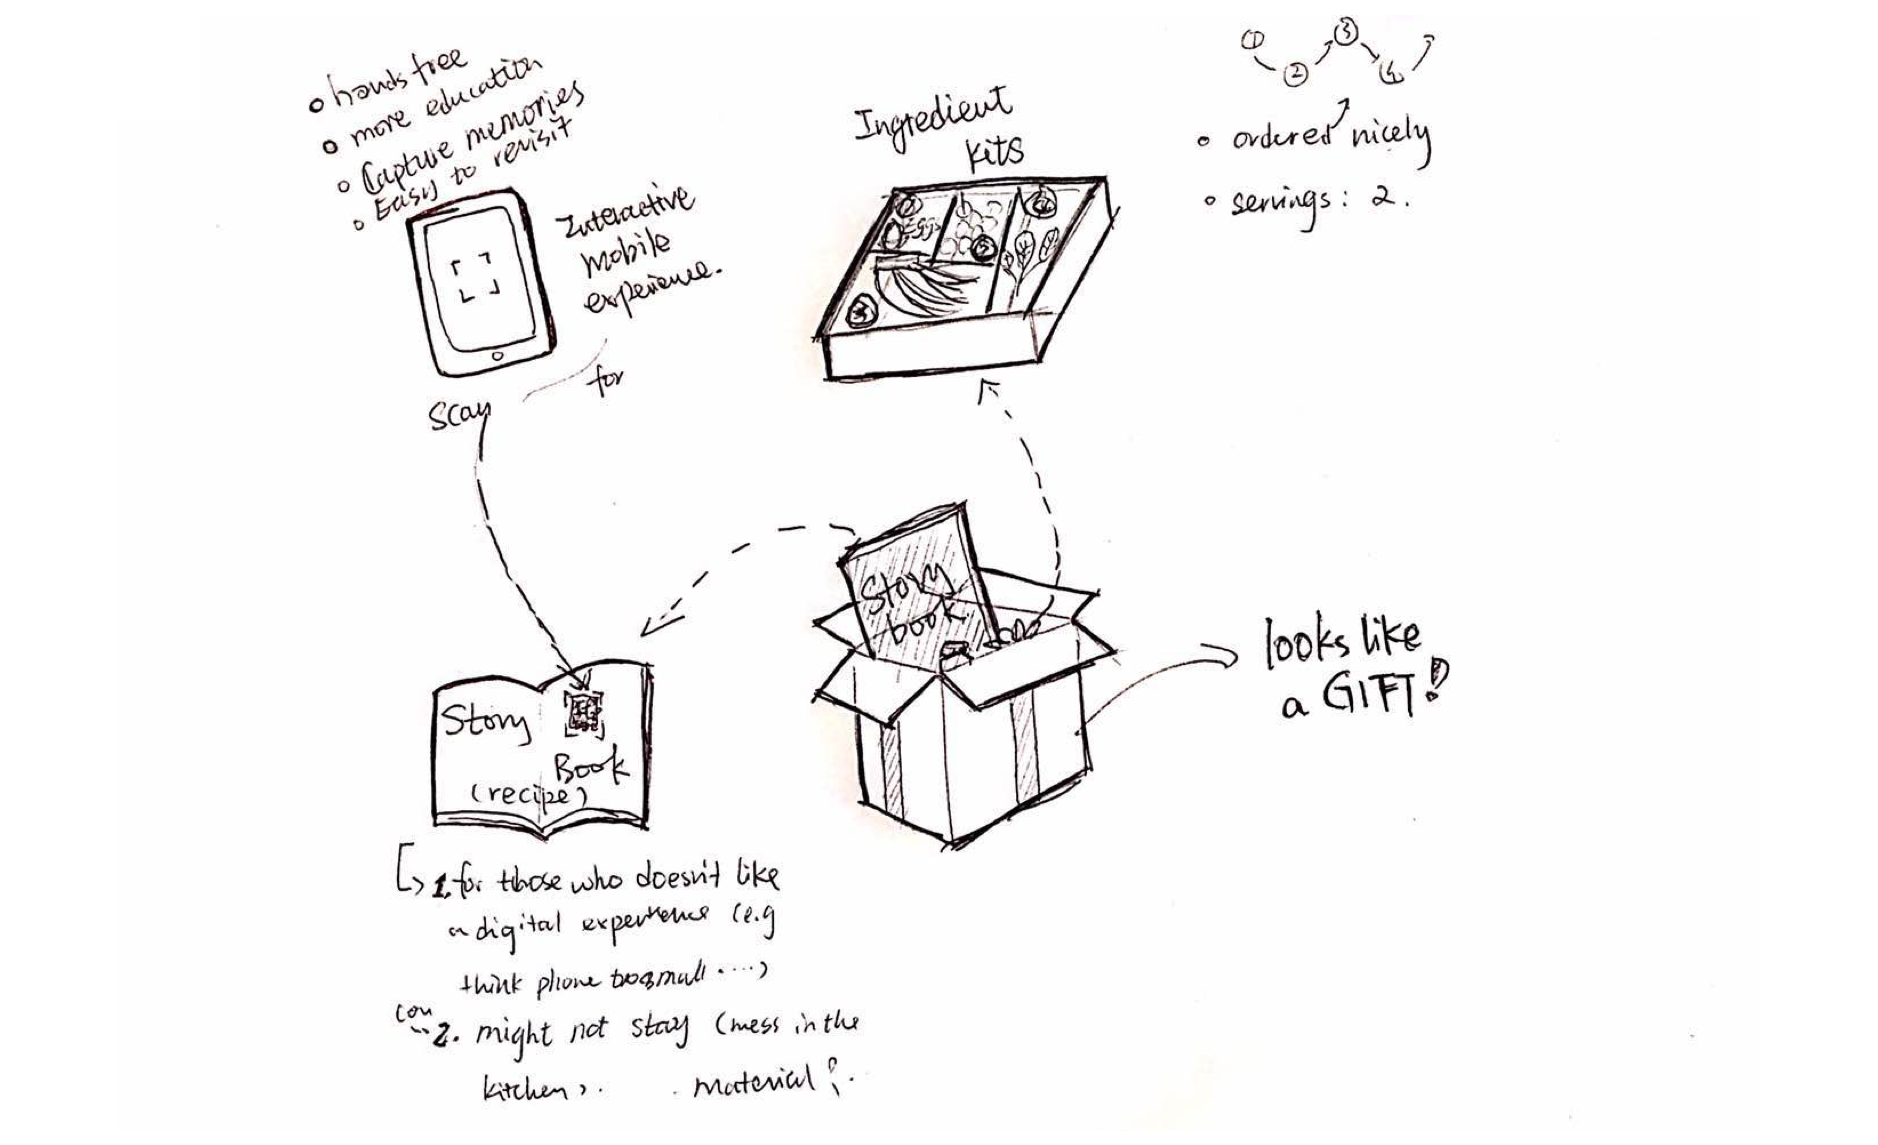 hands free
more education
Capture memories
Easy to revisit
Interactive
mobile
experience.
for
scan
Ingredient
kits
eggs
1
2
3
4
ordered nicely
servings: 2.
Story
book
looks like
a GIFT!
Story
Book
(recipe)
1. for those who doesn't like
a digital experience (e.g
think phone too small ....)
con
2. might not stay (mess in the
kitchen).
material?